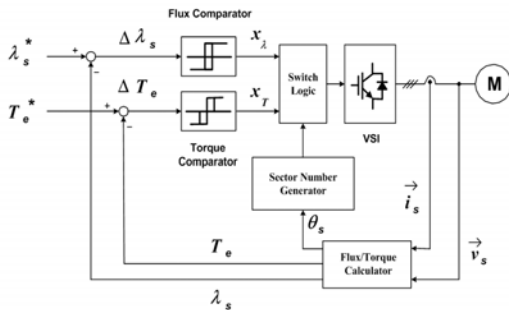 Flux Comparator
λs*
Δ λs
xλ
Te*
Δ Te
xT
Torque
Comparator
Switch
Logic
VSI
M
Sector Number
Generator
θs
is
Te
Flux/Torque
Calculator
vs
λs